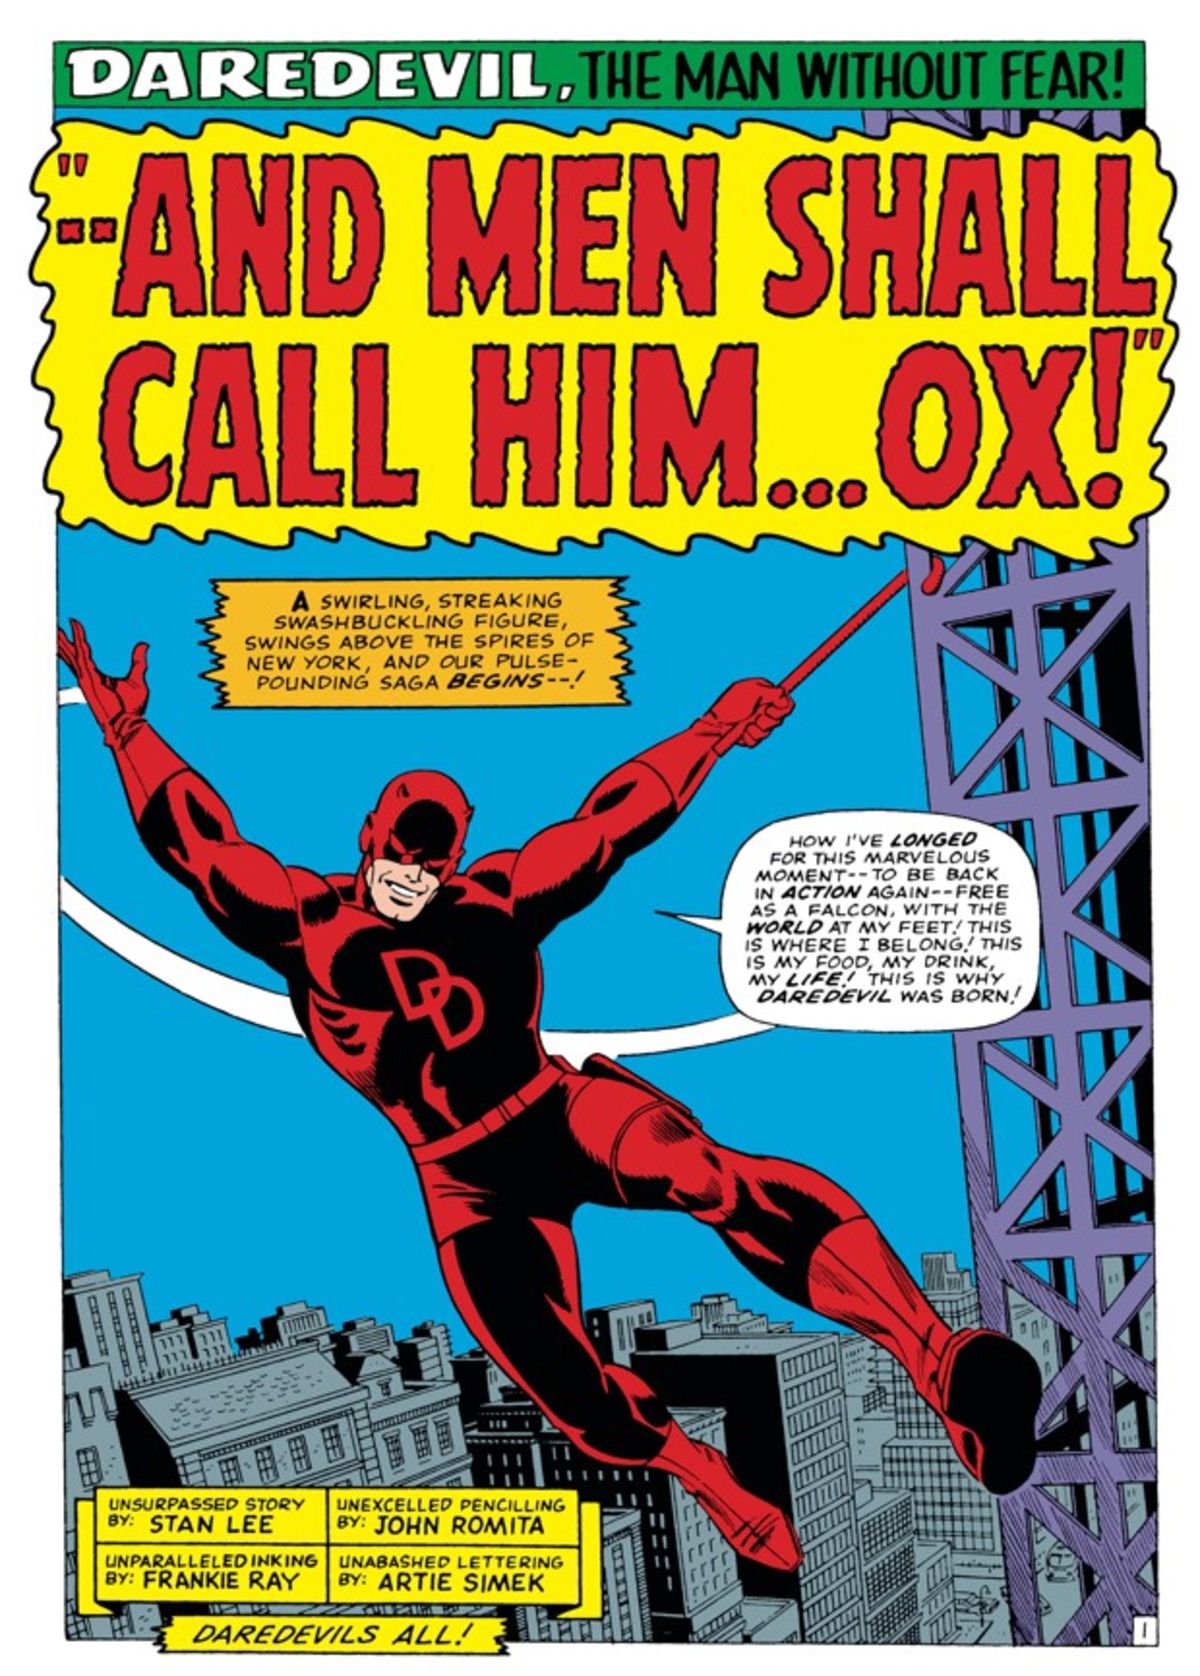 DAREDEVIL, THE MAN WITHOUT FEAR!
"--AND MEN SHALL
CALL HIM...OX!"
A SWIRLING, STREAKING
SWASHBUCKLING FIGURE,
SWINGS ABOVE THE SPIRES OF
NEW YORK, AND OUR PULSE-
POUNDING SAGA BEGINS--!
HOW I'VE LONGED
FOR THIS MARVELOUS
MOMENT--TO BE BACK
IN ACTION AGAIN--FREE
AS A FALCON, WITH THE
WORLD AT MY FEET! THIS
IS WHERE I BELONG! THIS
IS MY FOOD, MY DRINK,
MY LIFE! THIS IS WHY
DAREDEVIL WAS BORN!
DD
UNSURPASSED STORY
BY: STAN LEE
UNEXCELLED PENCILLING
BY: JOHN ROMITA
UNPARALLELED INKING
BY: FRANKIE RAY
UNABASHED LETTERING
BY: ARTIE SIMEK
DAREDEVILS ALL!
1